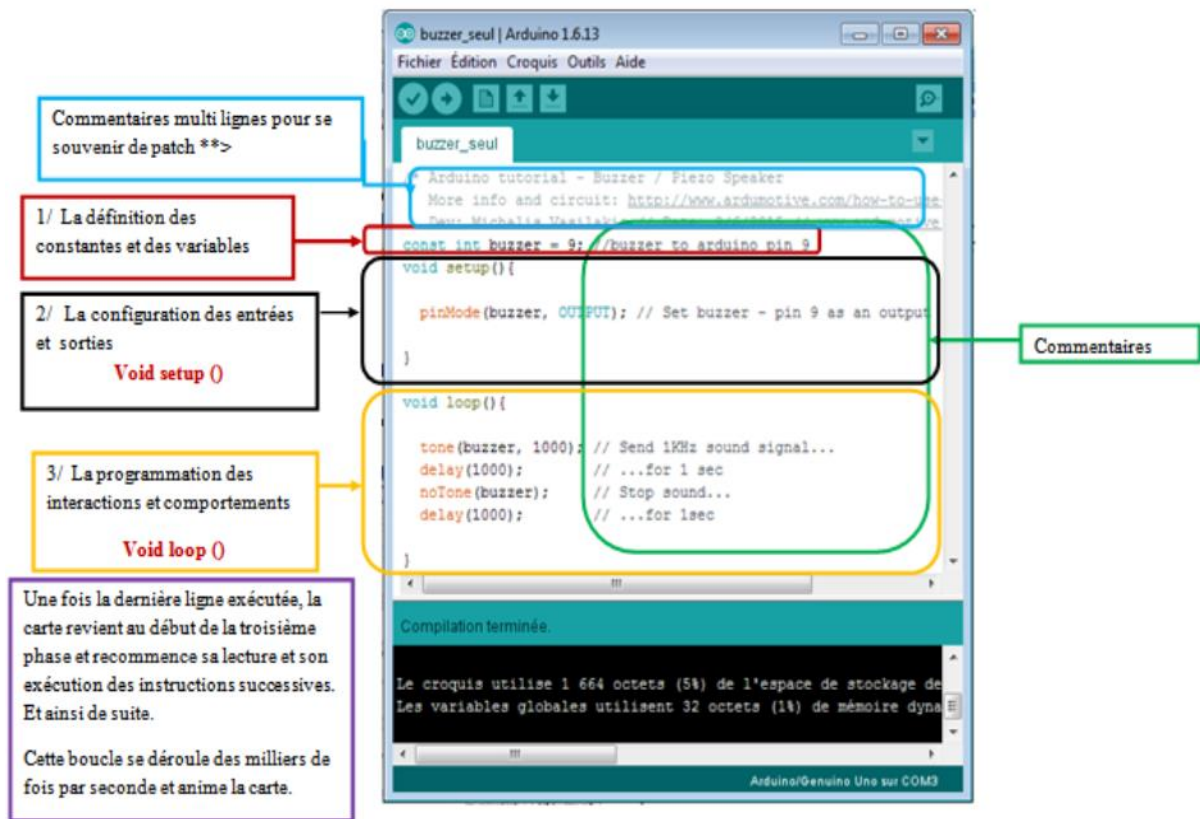 buzzer_seul | Arduino 1.6.13
Fichier Édition Croquis Outils Aide
buzzer_seul
Commentaires multi lignes pour se
souvenir de patch **>
1/ La définition des
constantes et des variables
2/ La configuration des entrées
et sorties
Void setup ()
3/ La programmation des
interactions et comportements
Void loop ()
Une fois la dernière ligne exécutée, la
carte revient au début de la troisième
phase et recommence sa lecture et son
exécution des instructions successives.
Et ainsi de suite.
Cette boucle se déroule des milliers de
fois par seconde et anime la carte.
* Arduino tutorial - Buzzer / Piezo Speaker
More info and circuit: http://www.ardumotive.com/how-to-use-
Dev: Michalis
const int buzzer = 9; //buzzer to arduino pin 9
void setup(){
pinMode(buzzer, OUTPUT); // Set buzzer - pin 9 as an output
}
void loop(){
tone(buzzer, 1000); // Send 1KHz sound signal...
delay(1000); // ...for 1 sec
noTone(buzzer); // Stop sound...
delay(1000); // ...for 1sec
}
Commentaires
Compilation terminée.
Le croquis utilise 1 664 octets (5%) de l'espace de stockage de
Les variables globales utilisent 32 octets (1%) de mémoire dyna
Arduino/Genuino Uno sur COM3